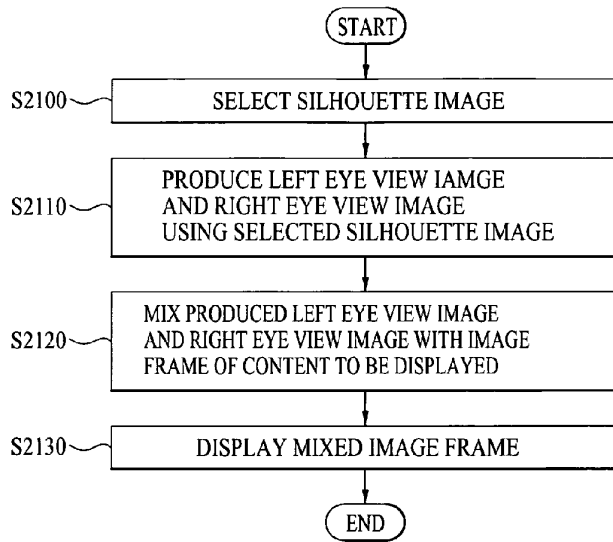 START
S2100
SELECT SILHOUETTE IMAGE
S2110
PRODUCE LEFT EYE VIEW IAMGE
AND RIGHT EYE VIEW IMAGE
USING SELECTED SILHOUETTE IMAGE
S2120
MIX PRODUCED LEFT EYE VIEW IMAGE
AND RIGHT EYE VIEW IMAGE WITH IMAGE
FRAME OF CONTENT TO BE DISPLAYED
S2130
DISPLAY MIXED IMAGE FRAME
END